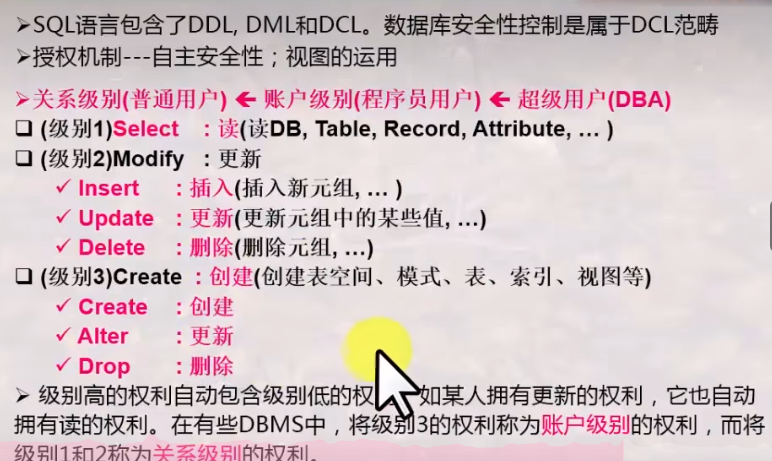 ➢SQL语言包含了DDL, DML和DCL。数据库安全性控制是属于DCL范畴
➢授权机制---自主安全性；视图的运用
➢关系级别(普通用户) ← 账户级别(程序员用户) ← 超级用户(DBA)
❑ (级别1)Select ：读(读DB, Table, Record, Attribute, … )
❑ (级别2)Modify ：更新
✓ Insert ：插入(插入新元组, … )
✓ Update ：更新(更新元组中的某些值, …)
✓ Delete ：删除(删除元组, …)
❑ (级别3)Create ：创建(创建表空间、模式、表、索引、视图等)
✓ Create ：创建
✓ Alter ：更新
✓ Drop ：删除
➢ 级别高的权利自动包含级别低的权 如某人拥有更新的权利，它也自动
拥有读的权利。在有些DBMS中，将级别3的权利称为账户级别的权利，而将
级别1和2称为关系级别的权利。